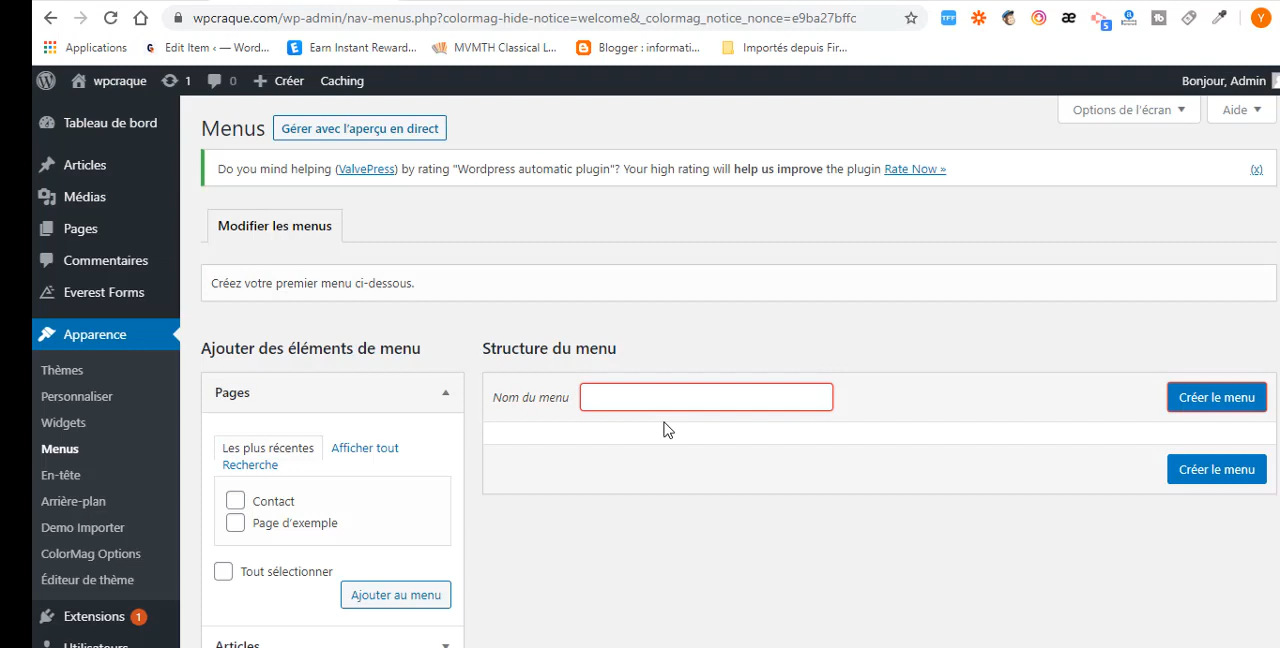 wpcraque.com/wp-admin/nav-menus.php?colormag-hide-notice=welcome&_colormag_notice_nonce=e9ba27bffc
TFF
æ
5
Y
Applications
Edit Item ‹ — Word...
Earn Instant Reward...
MVMTH Classical L...
Blogger : informati...
Importés depuis Fir...
wpcraque
1
0
Créer
Caching
Bonjour, Admin
Tableau de bord
Articles
Médias
Pages
Commentaires
Everest Forms
Apparence
Thèmes
Personnaliser
Widgets
Menus
En-tête
Arrière-plan
Demo Importer
ColorMag Options
Éditeur de thème
Extensions 1
Utilisateurs
Options de l'écran
Aide
Menus
Gérer avec l'aperçu en direct
Do you mind helping (ValvePress) by rating "Wordpress automatic plugin"? Your high rating will help us improve the plugin Rate Now »
(x)
Modifier les menus
Créez votre premier menu ci-dessous.
Ajouter des éléments de menu
Pages
Les plus récentes
Afficher tout
Recherche
Contact
Page d'exemple
Tout sélectionner
Ajouter au menu
Articles
Structure du menu
Nom du menu
Créer le menu
Créer le menu